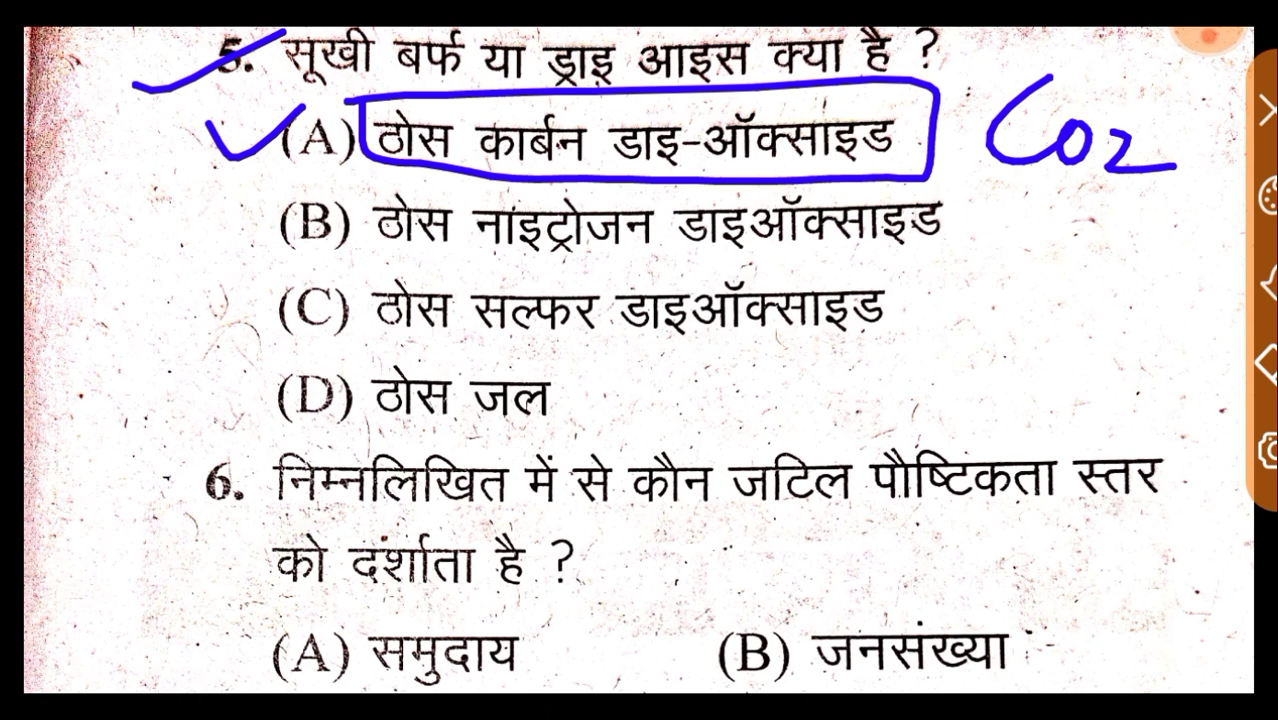 5. सूखी बर्फ या ड्राइ आइस क्या है ?
(A) ठोस कार्बन डाइ-ऑक्साइड CO2
(B) ठोस नाइट्रोजन डाइऑक्साइड
(C) ठोस सल्फर डाइऑक्साइड
(D) ठोस जल
6. निम्नलिखित में से कौन जटिल पौष्टिकता स्तर
को दर्शाता है ?
(A) समुदाय (B) जनसंख्या